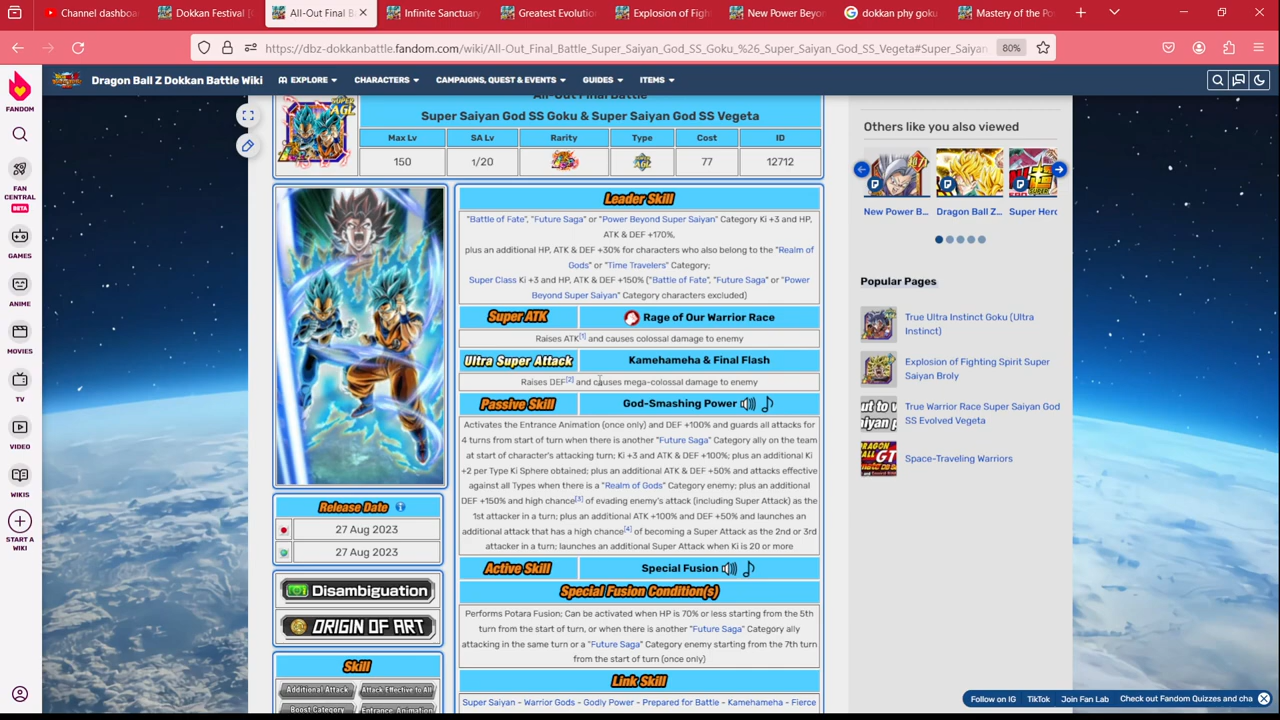 Channel dashboard
Dokkan Festival
All-Out Final B
Infinite Sanctuary
Greatest Evolutio
Explosion of Figh
New Power Beyo
dokkan phy goku
Mastery of the Po
https://dbz-dokkanbattle.fandom.com/wiki/All-Out_Final_Battle_Super_Saiyan_God_SS_Goku_%26_Super_Saiyan_God_SS_Vegeta#Super_Saiyan
80%
Dragon Ball Z Dokkan Battle Wiki
EXPLORE
CHARACTERS
CAMPAIGNS, QUEST & EVENTS
GUIDES
ITEMS
FANDOM
FAN CENTRAL
BETA
GAMES
ANIME
MOVIES
TV
VIDEO
WIKIS
START A WIKI
All-Out Final Battle
Super Saiyan God SS Goku & Super Saiyan God SS Vegeta
Max Lv
SA Lv
Rarity
Type
Cost
ID
150
1/20
77
12712
Leader Skill
"Battle of Fate", "Future Saga" or "Power Beyond Super Saiyan" Category Ki +3 and HP,
ATK & DEF +170%,
plus an additional HP, ATK & DEF +30% for characters who also belong to the "Realm of
Gods" or "Time Travelers" Category;
Super Class Ki +3 and HP, ATK & DEF +150% ("Battle of Fate", "Future Saga" or "Power
Beyond Super Saiyan" Category characters excluded)
Super ATK
Rage of Our Warrior Race
Raises ATK[1] and causes colossal damage to enemy
Ultra Super Attack
Kamehameha & Final Flash
Raises DEF[2] and causes mega-colossal damage to enemy
Passive Skill
God-Smashing Power
Activates the Entrance Animation (once only) and DEF +100% and guards all attacks for
4 turns from start of turn when there is another "Future Saga" Category ally on the team
at start of character's attacking turn; Ki +3 and ATK & DEF +100%; plus an additional Ki
+2 per Type Ki Sphere obtained; plus an additional ATK & DEF +50% and attacks effective
against all Types when there is a "Realm of Gods" Category enemy; plus an additional
DEF +150% and high chance[3] of evading enemy's attack (including Super Attack) as the
1st attacker in a turn; plus an additional ATK +100% and DEF +50% and launches an
additional attack that has a high chance[4] of becoming a Super Attack as the 2nd or 3rd
attacker in a turn; launches an additional Super Attack when Ki is 20 or more
Active Skill
Special Fusion
Special Fusion Condition(s)
Performs Potara Fusion; Can be activated when HP is 70% or less starting from the 5th
turn from the start of turn, or when there is another "Future Saga" Category ally
attacking in the same turn or a "Future Saga" Category enemy starting from the 7th turn
from the start of turn (once only)
Link Skill
Super Saiyan - Warrior Gods - Godly Power - Prepared for Battle - Kamehameha - Fierce
Release Date
27 Aug 2023
27 Aug 2023
Disambiguation
ORIGIN OF ART
Skill
Additional Attack
Attack Effective to All
Boost Category
Entrance Animation
Others like you also viewed
New Power B...
Dragon Ball Z...
Super Hero
Popular Pages
True Ultra Instinct Goku (Ultra
Instinct)
Explosion of Fighting Spirit Super
Saiyan Broly
True Warrior Race Super Saiyan God
SS Evolved Vegeta
Space-Traveling Warriors
Follow on IG
TikTok
Join Fan Lab
Check out Fandom Quizzes and cha